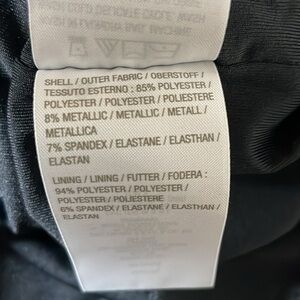 SHELL / OUTER FABRIC / OBERSTOFF /
TESSUTO ESTERNO : 85% POLYESTER /
POLYESTER / POLYESTER / POLIESTERE
8% METALLIC / METALLIC / METALL /
METALLICA
7% SPANDEX / ELASTANE / ELASTHAN /
ELASTAN
LINING / LINING / FUTTER / FODERA :
94% POLYESTER / POLYESTER /
POLYESTER / POLIESTERE
6% SPANDEX / ELASTANE / ELASTHAN /
ELASTAN